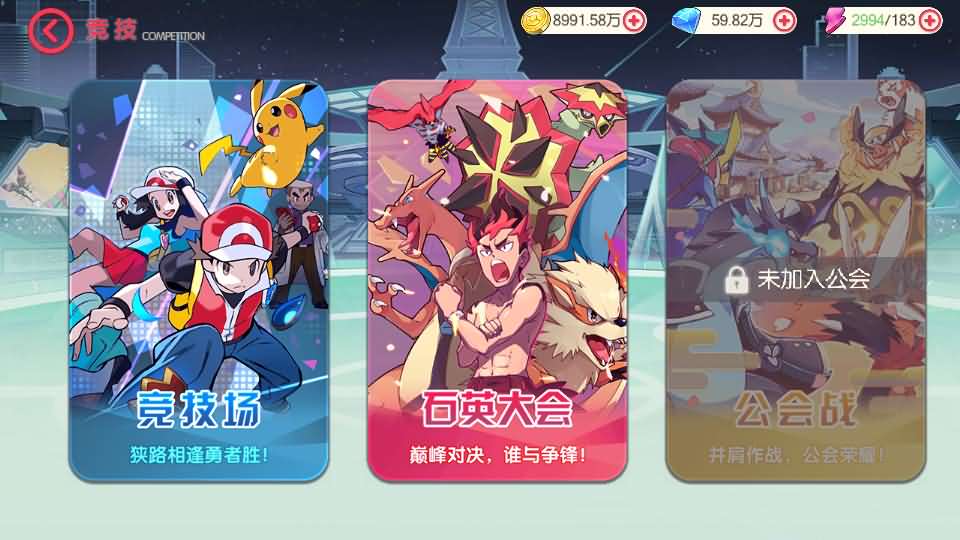 竞技 COMPETITION
8991.58万
59.82万
2994/183
竞技场
狭路相逢勇者胜!
石英大会
巅峰对决，谁与争锋!
未加入公会
公会战
并肩作战，公会荣耀!